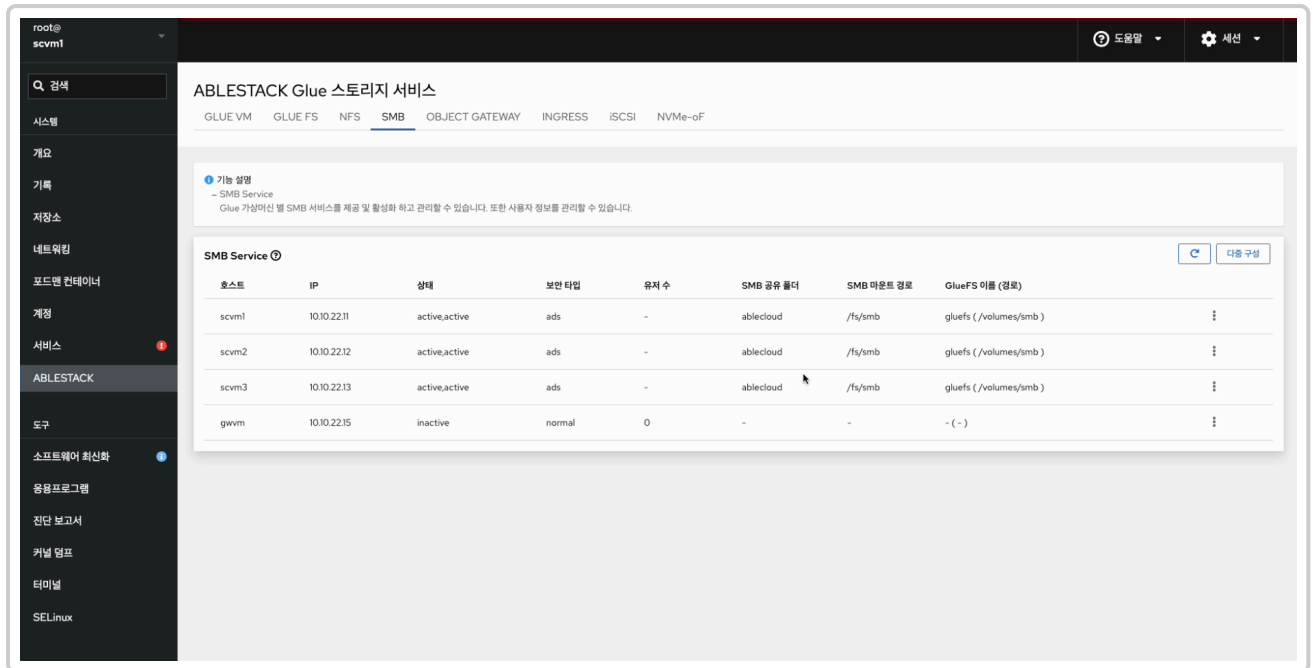 root@
scvm1
도움말
세션
검색
시스템
개요
기록
저장소
네트워킹
포드맨 컨테이너
계정
서비스
ABLESTACK
도구
소프트웨어 최신화
응용프로그램
진단 보고서
커널 덤프
터미널
SELinux
ABLESTACK Glue 스토리지 서비스
GLUE VM GLUE FS NFS SMB OBJECT GATEWAY INGRESS iSCSI NVMe-oF
기능 설명
– SMB Service
Glue 가상머신 별 SMB 서비스를 제공 및 활성화 하고 관리할 수 있습니다. 또한 사용자 정보를 관리할 수 있습니다.
SMB Service
다중 구성
호스트 IP 상태 보안 타입 유저 수 SMB 공유 폴더 SMB 마운트 경로 GlueFS 이름 (경로)
scvm1 10.10.22.11 active,active ads - ablecloud /fs/smb gluefs ( /volumes/smb )
scvm2 10.10.22.12 active,active ads - ablecloud /fs/smb gluefs ( /volumes/smb )
scvm3 10.10.22.13 active,active ads - ablecloud /fs/smb gluefs ( /volumes/smb )
gwvm 10.10.22.15 inactive normal 0 - - - ( - )